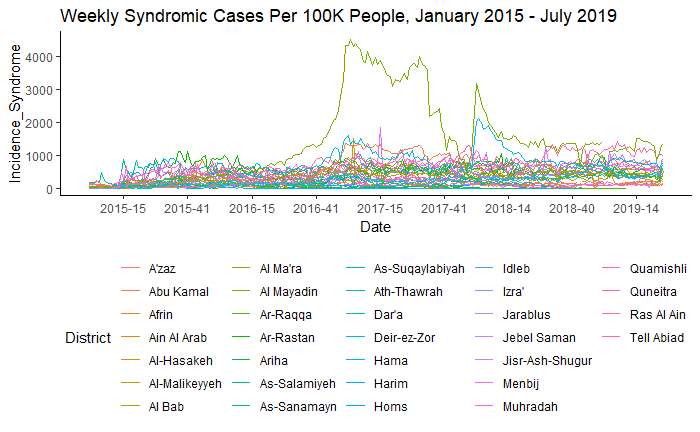 Weekly Syndromic Cases Per 100K People, January 2015 - July 2019
Incidence_Syndrome
4000
3000
2000
1000
0
2015-15 2015-41 2016-15 2016-41 2017-15 2017-41 2018-14 2018-40 2019-14
Date
District
A'zaz Al Ma'ra As-Suqaylabiyah Idleb Quamishli
Abu Kamal Al Mayadin Ath-Thawrah Izra' Quneitra
Afrin Ar-Raqqa Dar'a Jarablus Ras Al Ain
Ain Al Arab Ar-Rastan Deir-ez-Zor Jebel Saman Tell Abiad
Al-Hasakeh Ariha Hama Jisr-Ash-Shugur
Al-Malikeyyeh As-Salamiyeh Harim Menbij
Al Bab As-Sanamayn Homs Muhradah